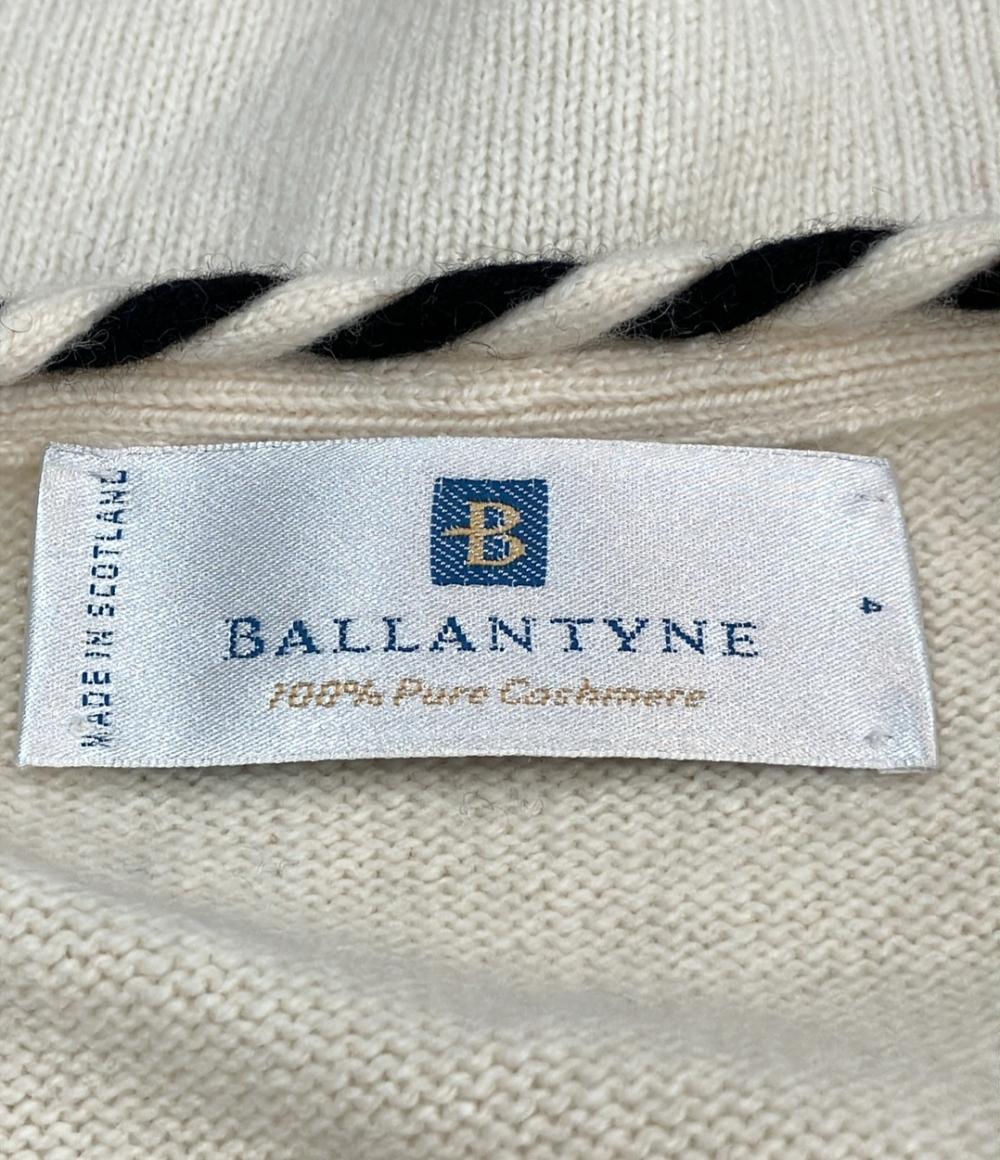 MADE IN SCOTLAND
B
BALLANTYNE
100% Pure Cashmere
4